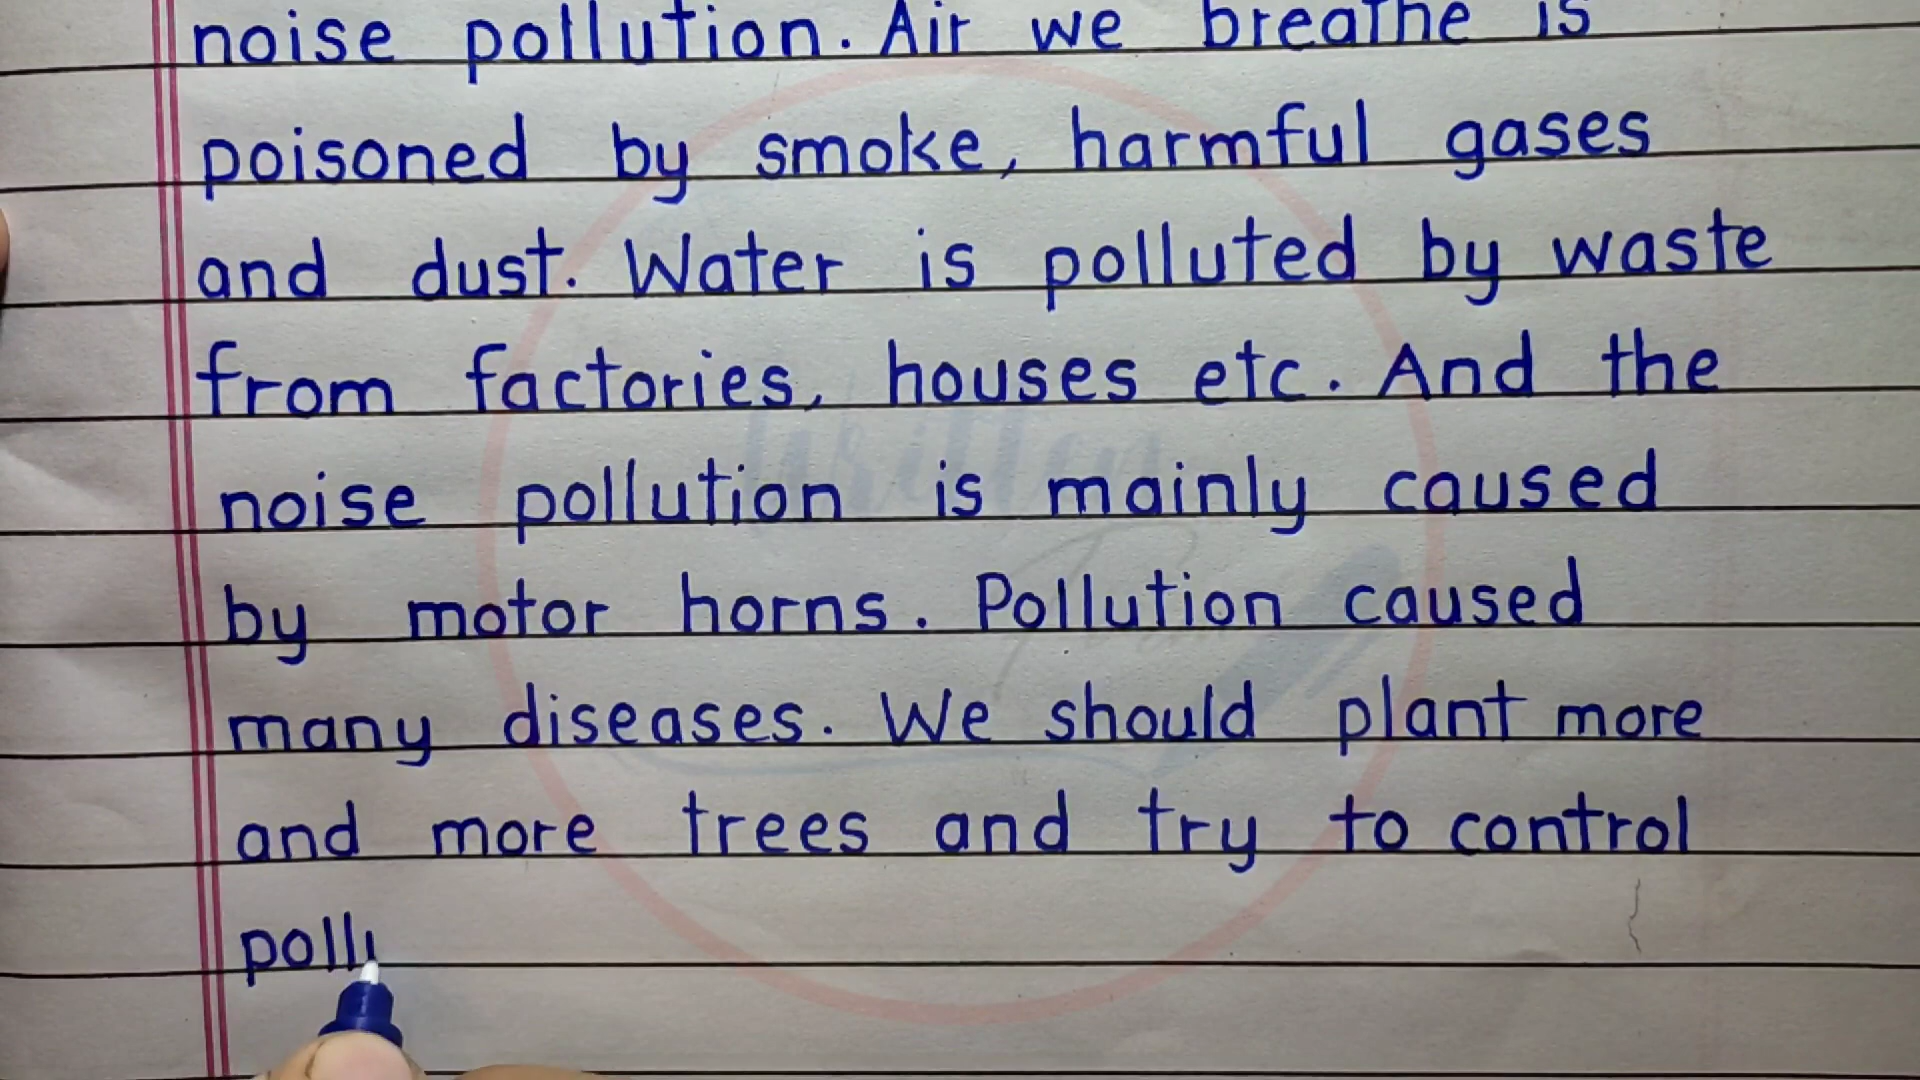 noise pollution. Air we breathe is
poisoned by smoke, harmful gases
and dust. Water is polluted by waste
from factories, houses etc. And the
noise pollution is mainly caused
by motor horns. Pollution caused
many diseases. We should plant more
and more trees and try to control
poll
Written